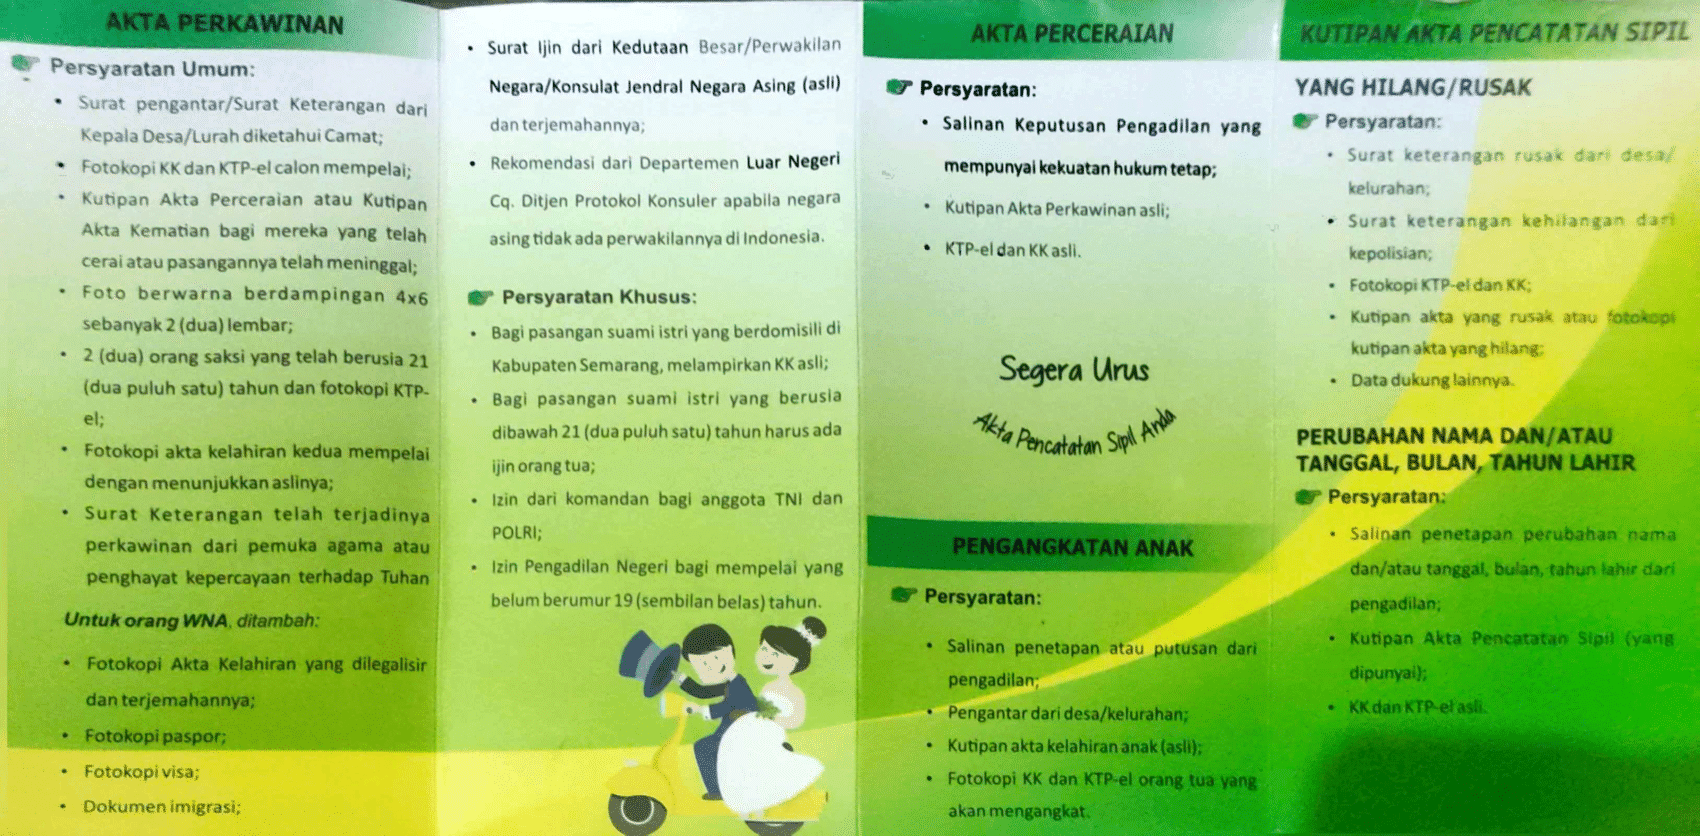 AKTA PERKAWINAN
Persyaratan Umum:
• Surat pengantar/Surat Keterangan dari
Kepala Desa/Lurah diketahui Camat;
• Fotokopi KK dan KTP-el calon mempelai;
• Kutipan Akta Perceraian atau Kutipan
Akta Kematian bagi mereka yang telah
cerai atau pasangannya telah meninggal;
• Foto berwarna berdampingan 4x6
sebanyak 2 (dua) lembar;
• 2 (dua) orang saksi yang telah berusia 21
(dua puluh satu) tahun dan fotokopi KTP-
el;
• Fotokopi akta kelahiran kedua mempelai
dengan menunjukkan aslinya;
• Surat Keterangan telah terjadinya
perkawinan dari pemuka agama atau
penghayat kepercayaan terhadap Tuhan
Untuk orang WNA, ditambah:
• Fotokopi Akta Kelahiran yang dilegalisir
dan terjemahannya;
• Fotokopi paspor;
• Fotokopi visa;
• Dokumen imigrasi;
• Surat Ijin dari Kedutaan Besar/Perwakilan
Negara/Konsulat Jendral Negara Asing (asli)
dan terjemahannya;
• Rekomendasi dari Departemen Luar Negeri
Cq. Ditjen Protokol Konsuler apabila negara
asing tidak ada perwakilannya di Indonesia.
Persyaratan Khusus:
• Bagi pasangan suami istri yang berdomisili di
Kabupaten Semarang, melampirkan KK asli;
• Bagi pasangan suami istri yang berusia
dibawah 21 (dua puluh satu) tahun harus ada
ijin orang tua;
• Izin dari komandan bagi anggota TNI dan
POLRI;
• Izin Pengadilan Negeri bagi mempelai yang
belum berumur 19 (sembilan belas) tahun.
AKTA PERCERAIAN
Persyaratan:
• Salinan Keputusan Pengadilan yang
mempunyai kekuatan hukum tetap;
• Kutipan Akta Perkawinan asli;
• KTP-el dan KK asli.
Segera Urus
Akta Pencatatan Sipil Anda
PENGANGKATAN ANAK
Persyaratan:
• Salinan penetapan atau putusan dari
pengadilan;
• Pengantar dari desa/kelurahan;
• Kutipan akta kelahiran anak (asli);
• Fotokopi KK dan KTP-el orang tua yang
akan mengangkat.
KUTIPAN AKTA PENCATATAN SIPIL
YANG HILANG/RUSAK
Persyaratan:
• Surat keterangan rusak dari desa/
kelurahan;
• Surat keterangan kehilangan dari
kepolisian;
• Fotokopi KTP-el dan KK;
• Kutipan akta yang rusak atau fotokopi
kutipan akta yang hilang;
• Data dukung lainnya.
PERUBAHAN NAMA DAN/ATAU
TANGGAL, BULAN, TAHUN LAHIR
Persyaratan:
• Salinan penetapan perubahan nama
dan/atau tanggal, bulan, tahun lahir dari
pengadilan;
• Kutipan Akta Pencatatan Sipil (yang
dipunyai);
• KK dan KTP-el asli.